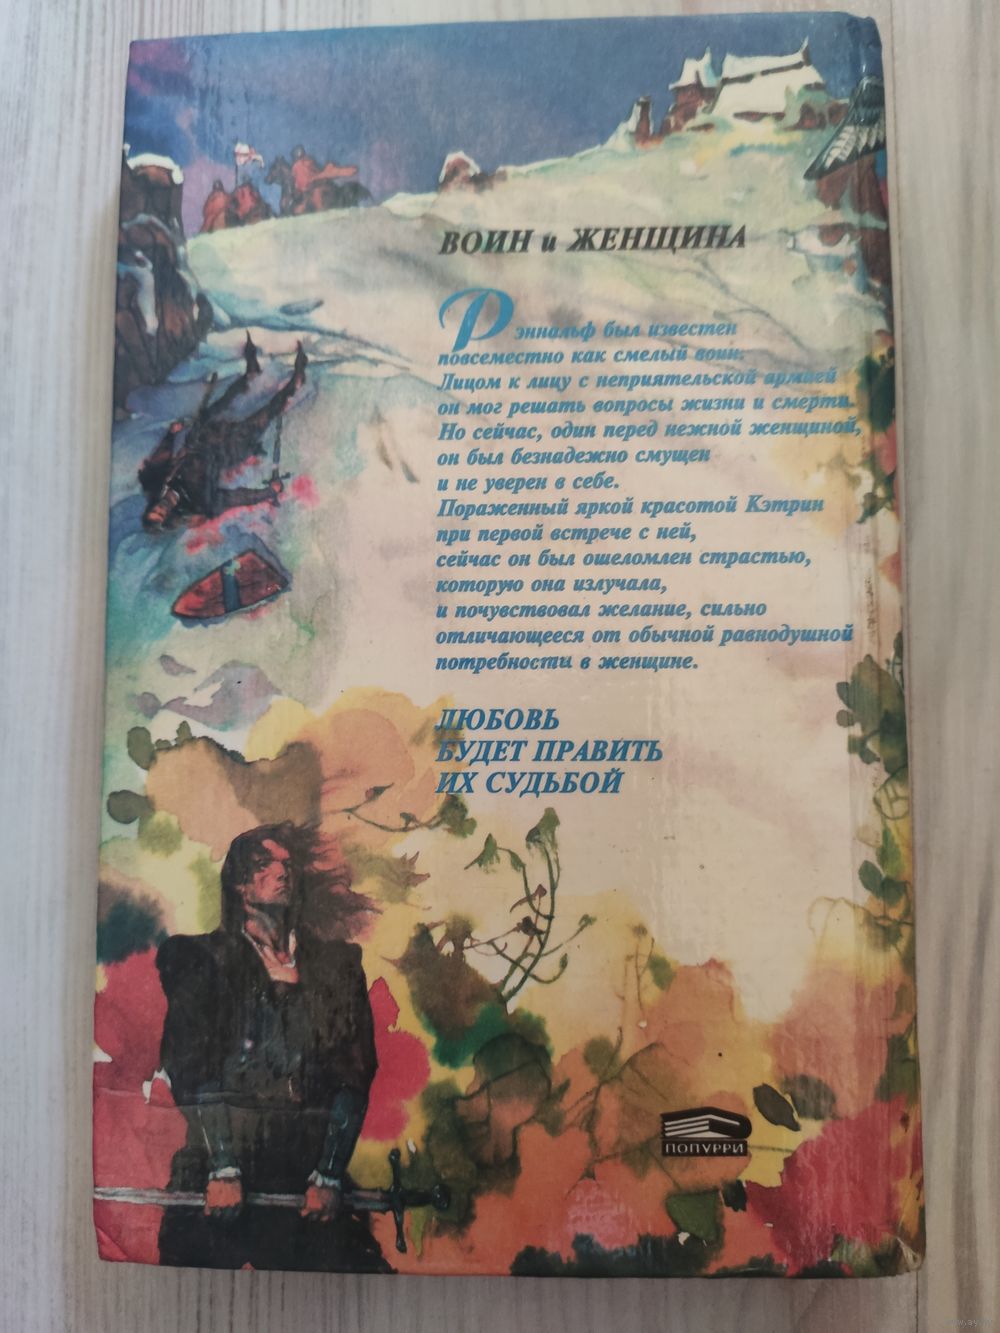 ВОИН и ЖЕНЩИНА
Рэннальф был известен
повсеместно как смелый воин.
Лицом к лицу с неприятельской армией
он мог решать вопросы жизни и смерти.
Но сейчас, один перед нежной женщиной,
он был безнадежно смущен
и не уверен в себе.
Пораженный яркой красотой Кэтрин
при первой встрече с ней,
сейчас он был ошеломлен страстью,
которую она излучала,
и почувствовал желание, сильно
отличающееся от обычной равнодушной
потребности в женщине.
ЛЮБОВЬ
БУДЕТ ПРАВИТЬ
ИХ СУДЬБОЙ
ПОПУРРИ